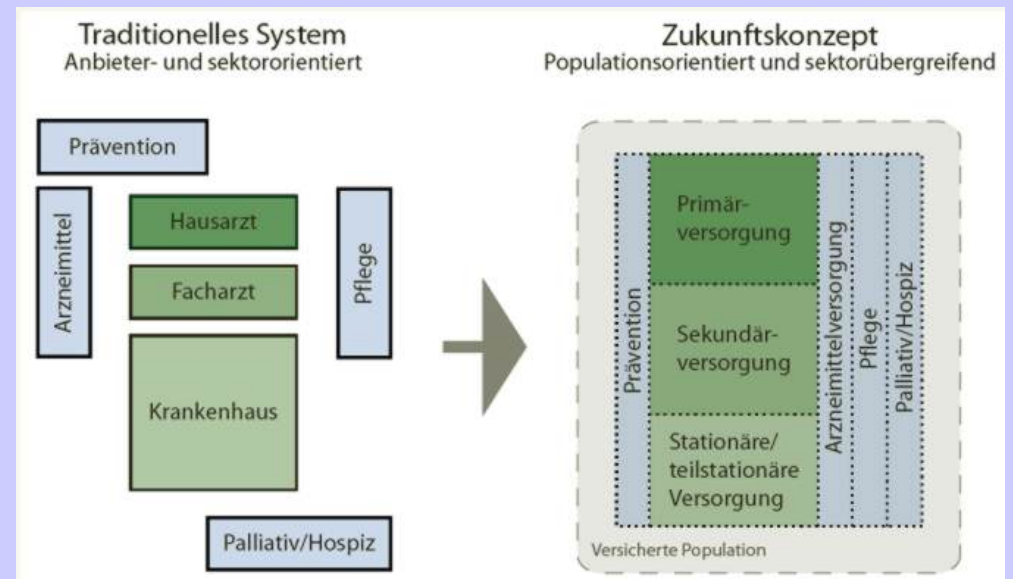 Traditionelles System
Anbieter- und sektororientiert
Prävention
Arzneimittel
Hausarzt
Facharzt
Krankenhaus
Pflege
Palliativ/Hospiz
Zukunftskonzept
Populationsorientiert und sektorübergreifend
Prävention
Primär-
versorgung
Sekundär-
versorgung
Stationäre/
teilstationäre
Versorgung
Arzneimittelversorgung
Pflege
Palliativ/Hospiz
Versicherte Population